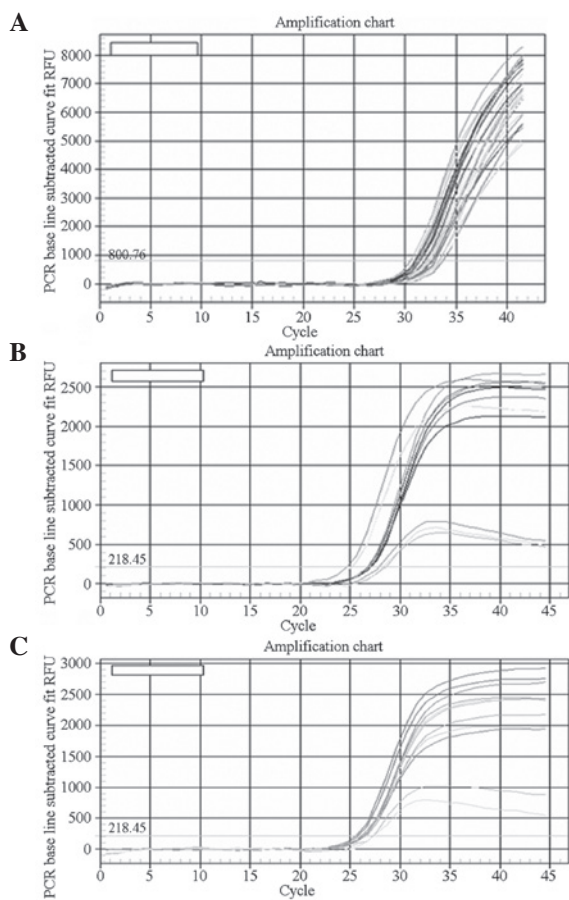 A
Amplification chart
PCR base line subtracted curve fit RFU
8000
7000
6000
5000
4000
3000
2000
1000
0
800.76
0 5 10 15 20 25 30 35 40
Cycle
B
Amplification chart
PCR base line subtracted curve fit RFU
2500
2000
1500
1000
500
0
218.45
0 5 10 15 20 25 30 35 40 45
Cycle
C
Amplification chart
PCR base line subtracted curve fit RFU
3000
2500
2000
1500
1000
500
0
218.45
0 5 10 15 20 25 30 35 40 45
Cycle